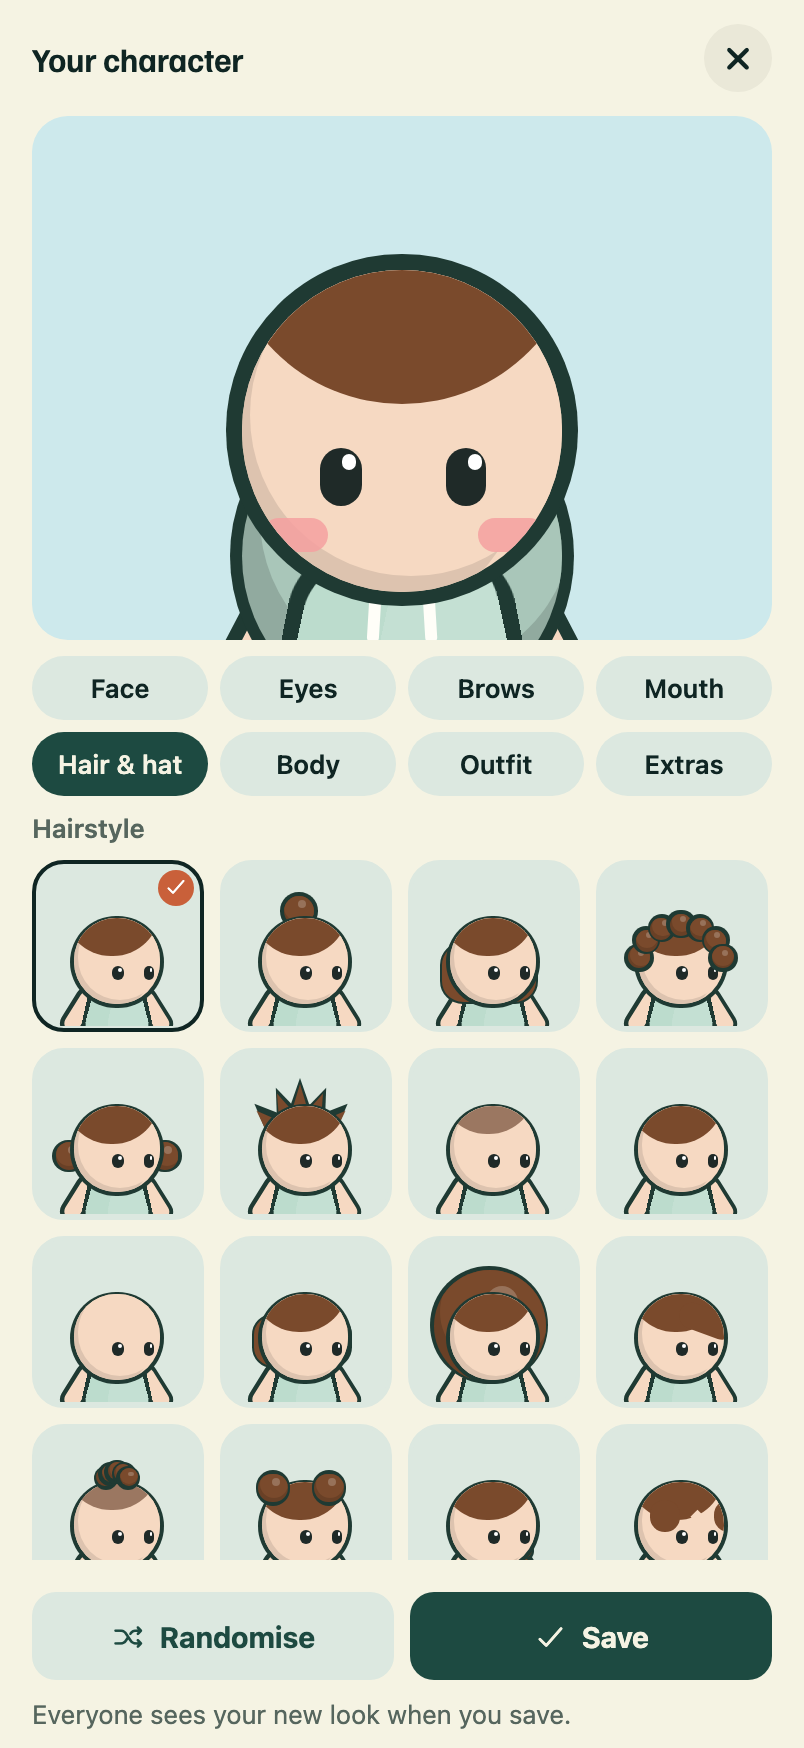 Your character
Face
Eyes
Brows
Mouth
Hair & hat
Body
Outfit
Extras
Hairstyle
Randomise
Save
Everyone sees your new look when you save.